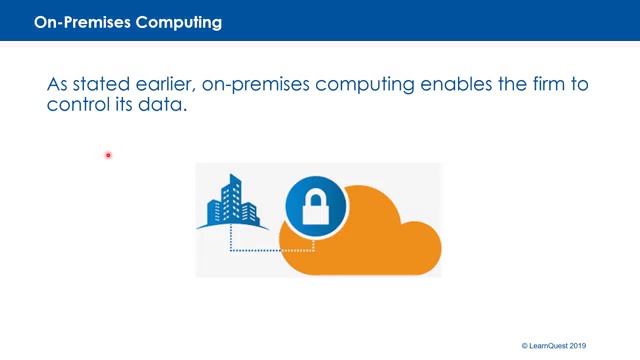 On-Premises Computing
As stated earlier, on-premises computing enables the firm to
control its data.
© LearnQuest 2019